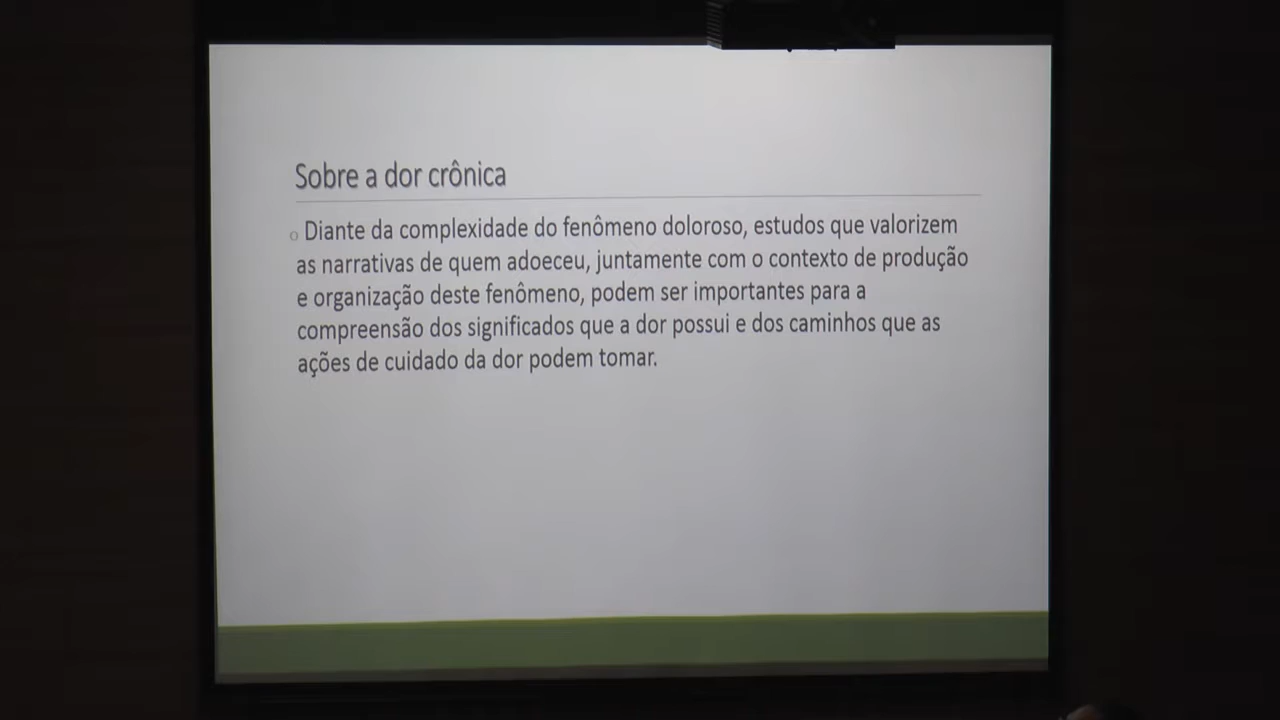 Sobre a dor crônica
o Diante da complexidade do fenômeno doloroso, estudos que valorizem
as narrativas de quem adoeceu, juntamente com o contexto de produção
e organização deste fenômeno, podem ser importantes para a
compreensão dos significados que a dor possui e dos caminhos que as
ações de cuidado da dor podem tomar.